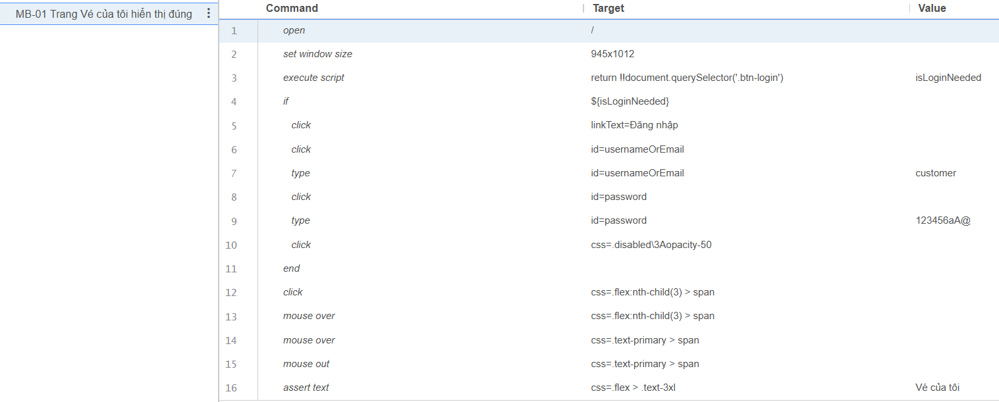 MB-01 Trang Vé của tôi hiển thị đúng
Command Target Value
1 open /
2 set window size 945x1012
3 execute script return !!document.querySelector('.btn-login') isLoginNeeded
4 if ${isLoginNeeded}
5 click linkText=Đăng nhập
6 click id=usernameOrEmail
7 type id=usernameOrEmail customer
8 click id=password
9 type id=password 123456aA@
10 click css=.disabled\3Aopacity-50
11 end
12 click css=.flex:nth-child(3) > span
13 mouse over css=.flex:nth-child(3) > span
14 mouse over css=.text-primary > span
15 mouse out css=.text-primary > span
16 assert text css=.flex > .text-3xl Vé của tôi